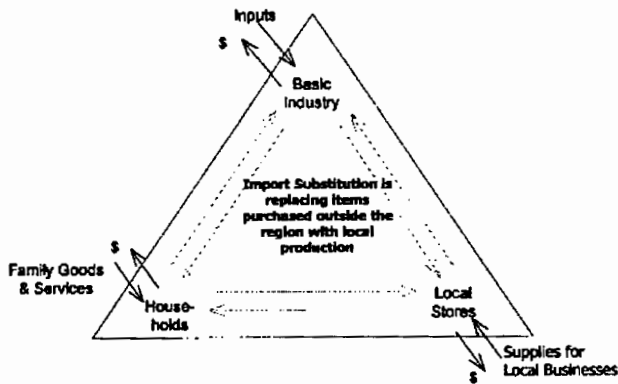 Inputs
$
Basic
Industry
Import Substitution is
replacing items
purchased outside the
region with local
production
$
Family Goods
& Services
House-
holds
Local
Stores
Supplies for
Local Businesses
$